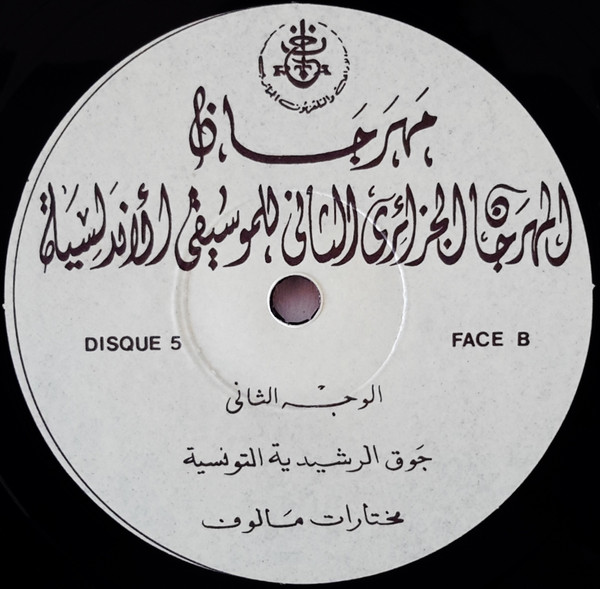 مهرجان
المهرجان الجزائري الثاني للموسيقى الأندلسية
DISQUE 5
FACE B
الوجه الثاني
جوق الرشيدية التونسية
مختارات مالوف